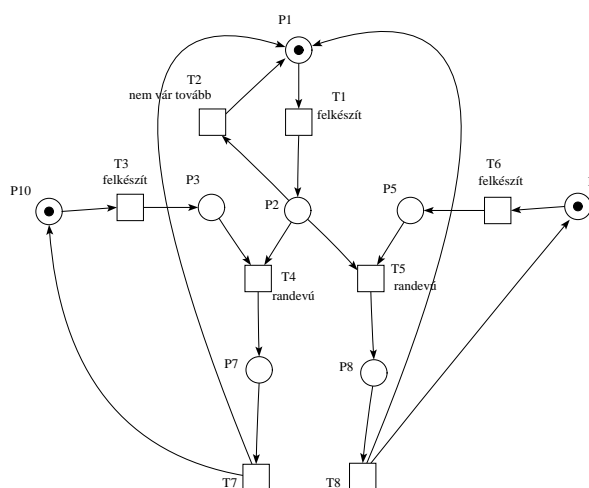 P1
T2
nem vár tovább
T1
felkészít
T3
felkészít
P3
P5
T6
felkészít
P10
P2
T4
randevú
T5
randevú
P7
P8
T7
T8